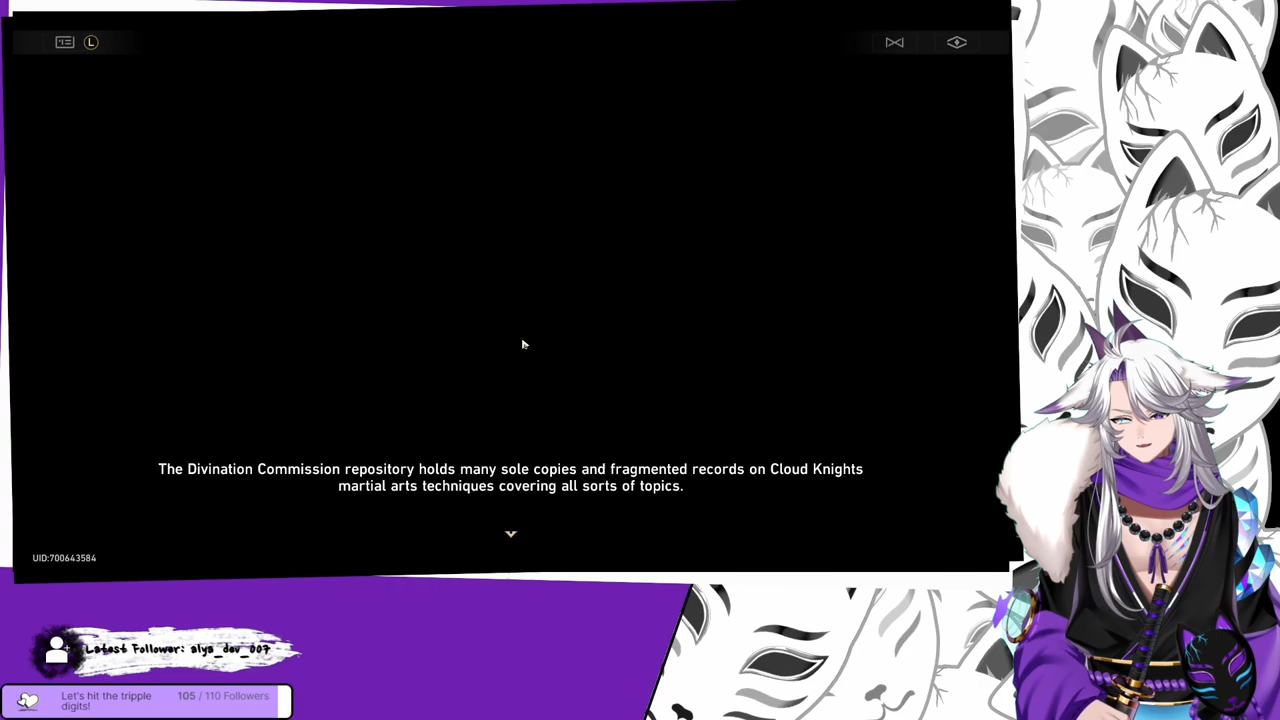 L
The Divination Commission repository holds many sole copies and fragmented records on Cloud Knights
martial arts techniques covering all sorts of topics.
UID:700643584
Latest Follower: alya_dev_007
Let's hit the tripple
digits!
105 / 110 Followers